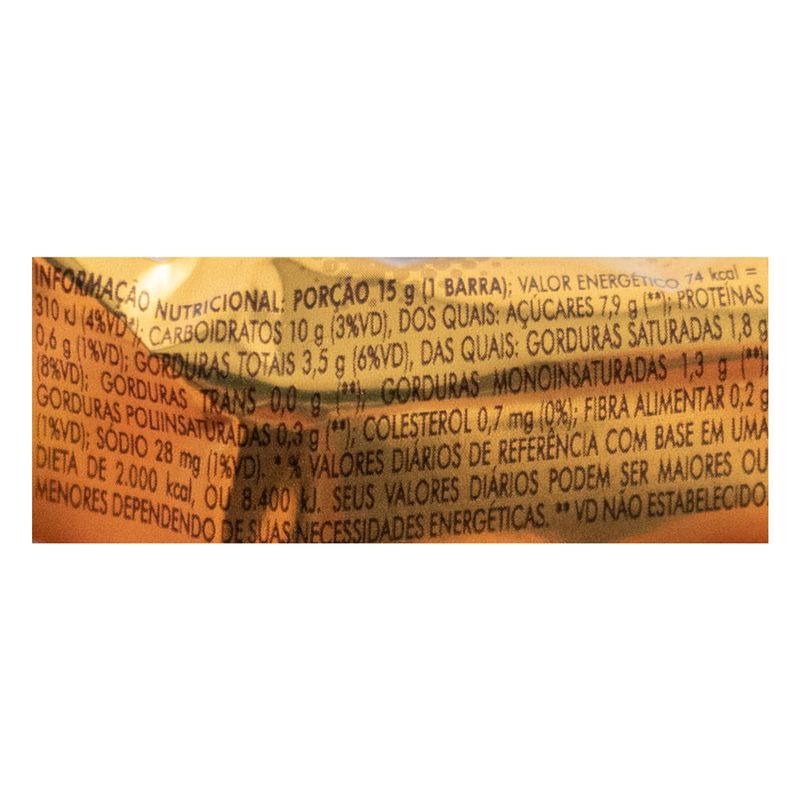 INFORMAÇÃO NUTRICIONAL: PORÇÃO 15 g (1 BARRA); VALOR ENERGÉTICO 74 kcal =
310 kJ (4%VD*); CARBOIDRATOS 10 g (3%VD), DOS QUAIS: AÇÚCARES 7,9 g (**); PROTEÍNAS
0,6 g (1%VD); GORDURAS TOTAIS 3,5 g (6%VD), DAS QUAIS: GORDURAS SATURADAS 1,8 g
(8%VD); GORDURAS TRANS 0,0 g (**); GORDURAS MONOINSATURADAS 1,3 g (**),
GORDURAS POLIINSATURADAS 0,3 g (**); COLESTEROL 0,7 mg (0%); FIBRA ALIMENTAR 0,2 g
(1%VD); SÓDIO 28 mg (1%VD). * % VALORES DIÁRIOS DE REFERÊNCIA COM BASE EM UMA
DIETA DE 2.000 kcal, OU 8.400 kJ. SEUS VALORES DIÁRIOS PODEM SER MAIORES OU
MENORES DEPENDENDO DE SUAS NECESSIDADES ENERGÉTICAS. ** VD NÃO ESTABELECIDO.